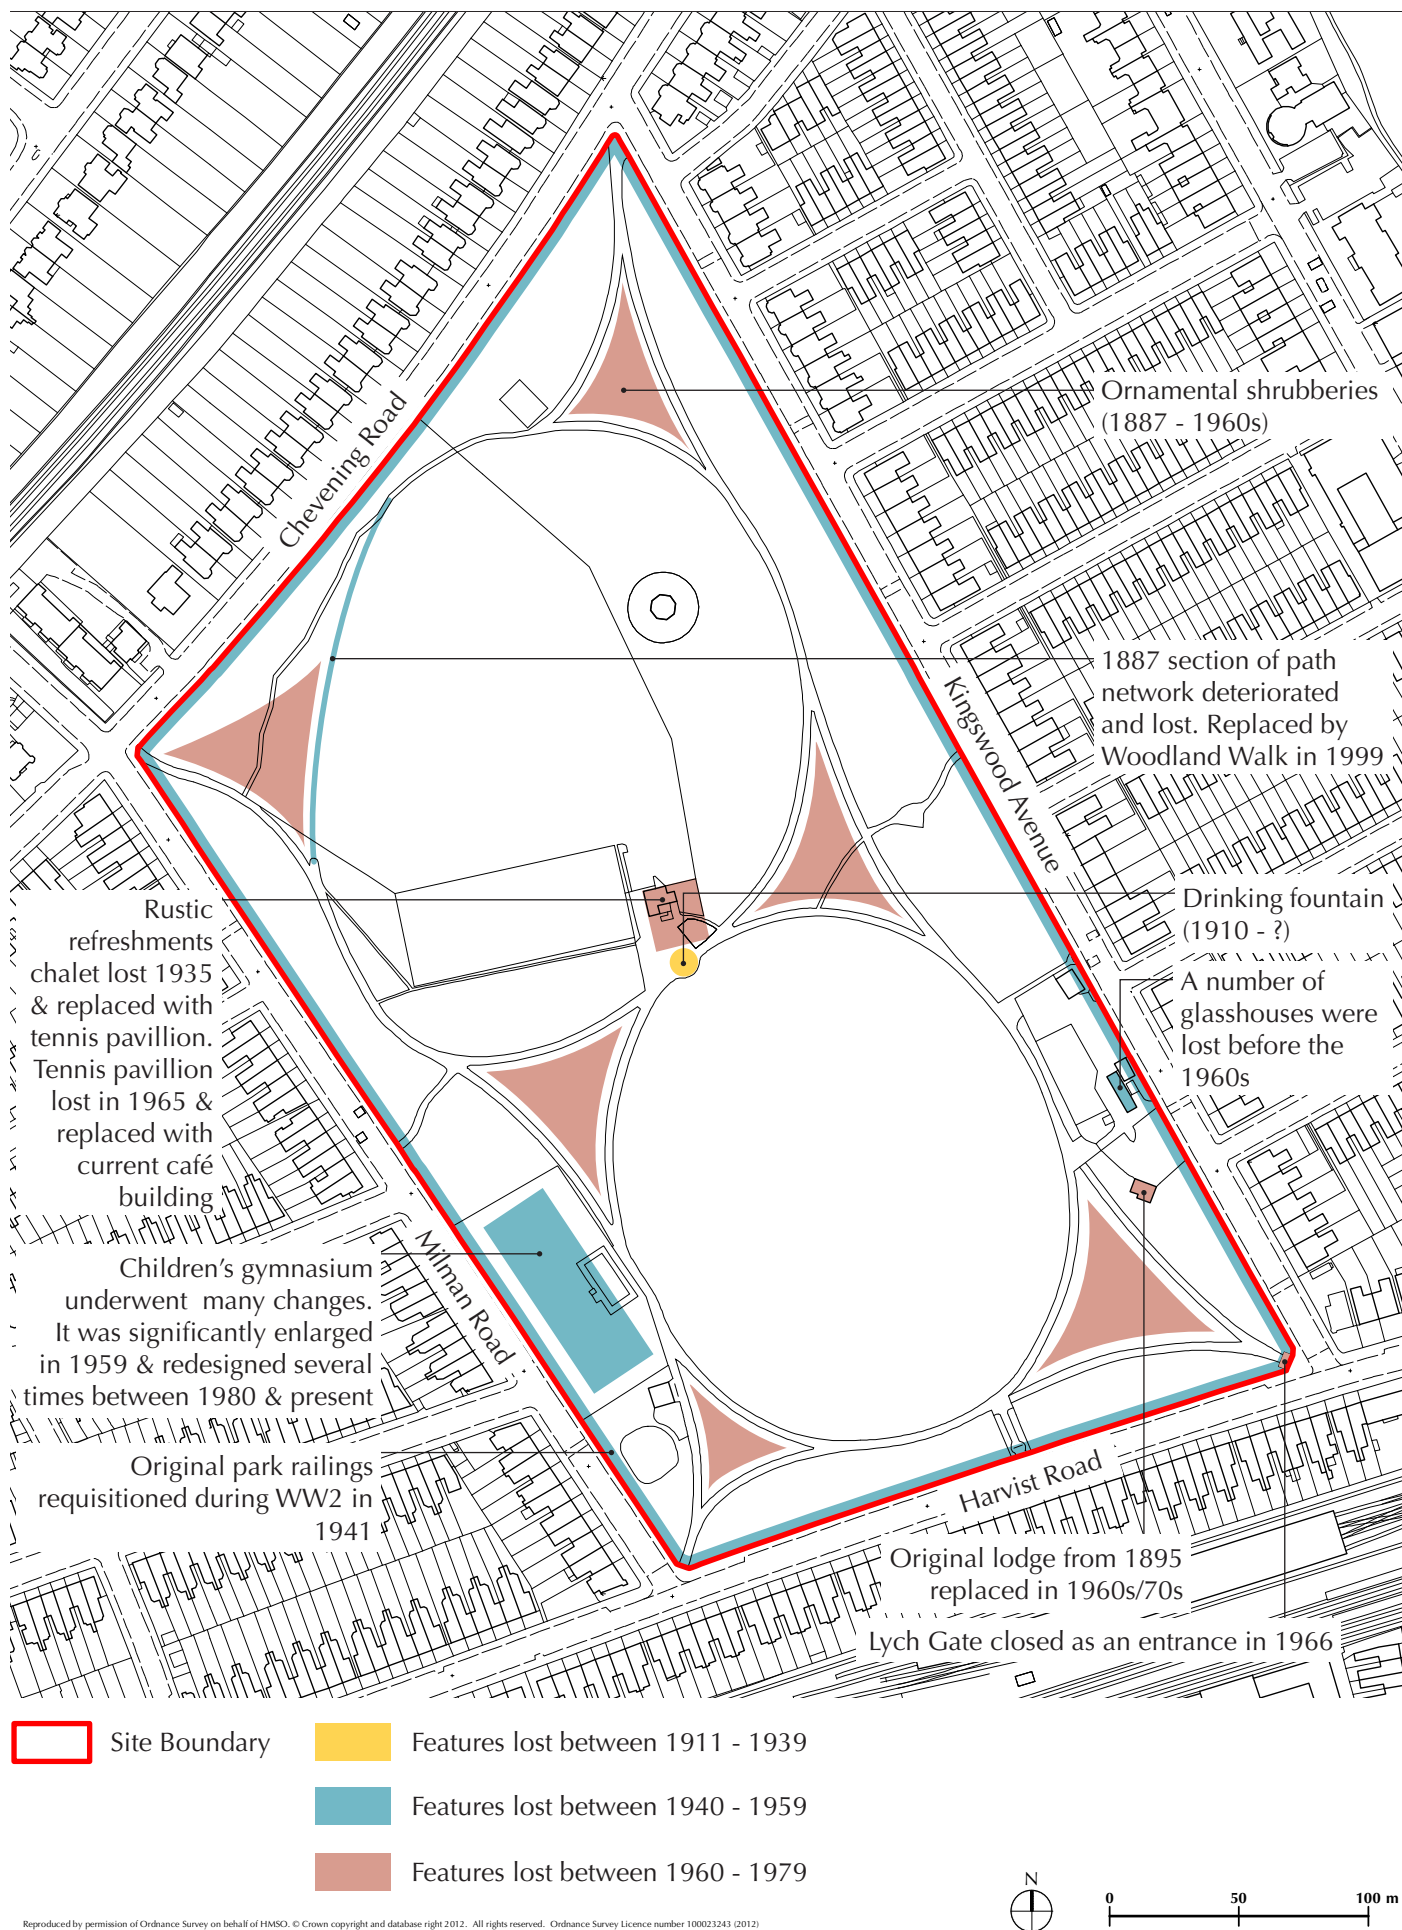 Chevening Road
Ornamental shrubberies
(1887 - 1960s)
1887 section of path
network deteriorated
and lost. Replaced by
Woodland Walk in 1999
Kingswood Avenue
Drinking fountain
(1910 - ?)
A number of
glasshouses were
lost before the
1960s
Rustic
refreshments
chalet lost 1935
& replaced with
tennis pavillion.
Tennis pavillion
lost in 1965 &
replaced with
current café
building
Milman Road
Children's gymnasium
underwent many changes.
It was significantly enlarged
in 1959 & redesigned several
times between 1980 & present
Original park railings
requisitioned during WW2 in
1941
Harvist Road
Original lodge from 1895
replaced in 1960s/70s
Lych Gate closed as an entrance in 1966
Site Boundary
Features lost between 1911 - 1939
Features lost between 1940 - 1959
Features lost between 1960 - 1979
N
0 50 100 m
Reproduced by permission of Ordnance Survey on behalf of HMSO. © Crown copyright and database right 2012. All rights reserved. Ordnance Survey Licence number 100023243 (2012)